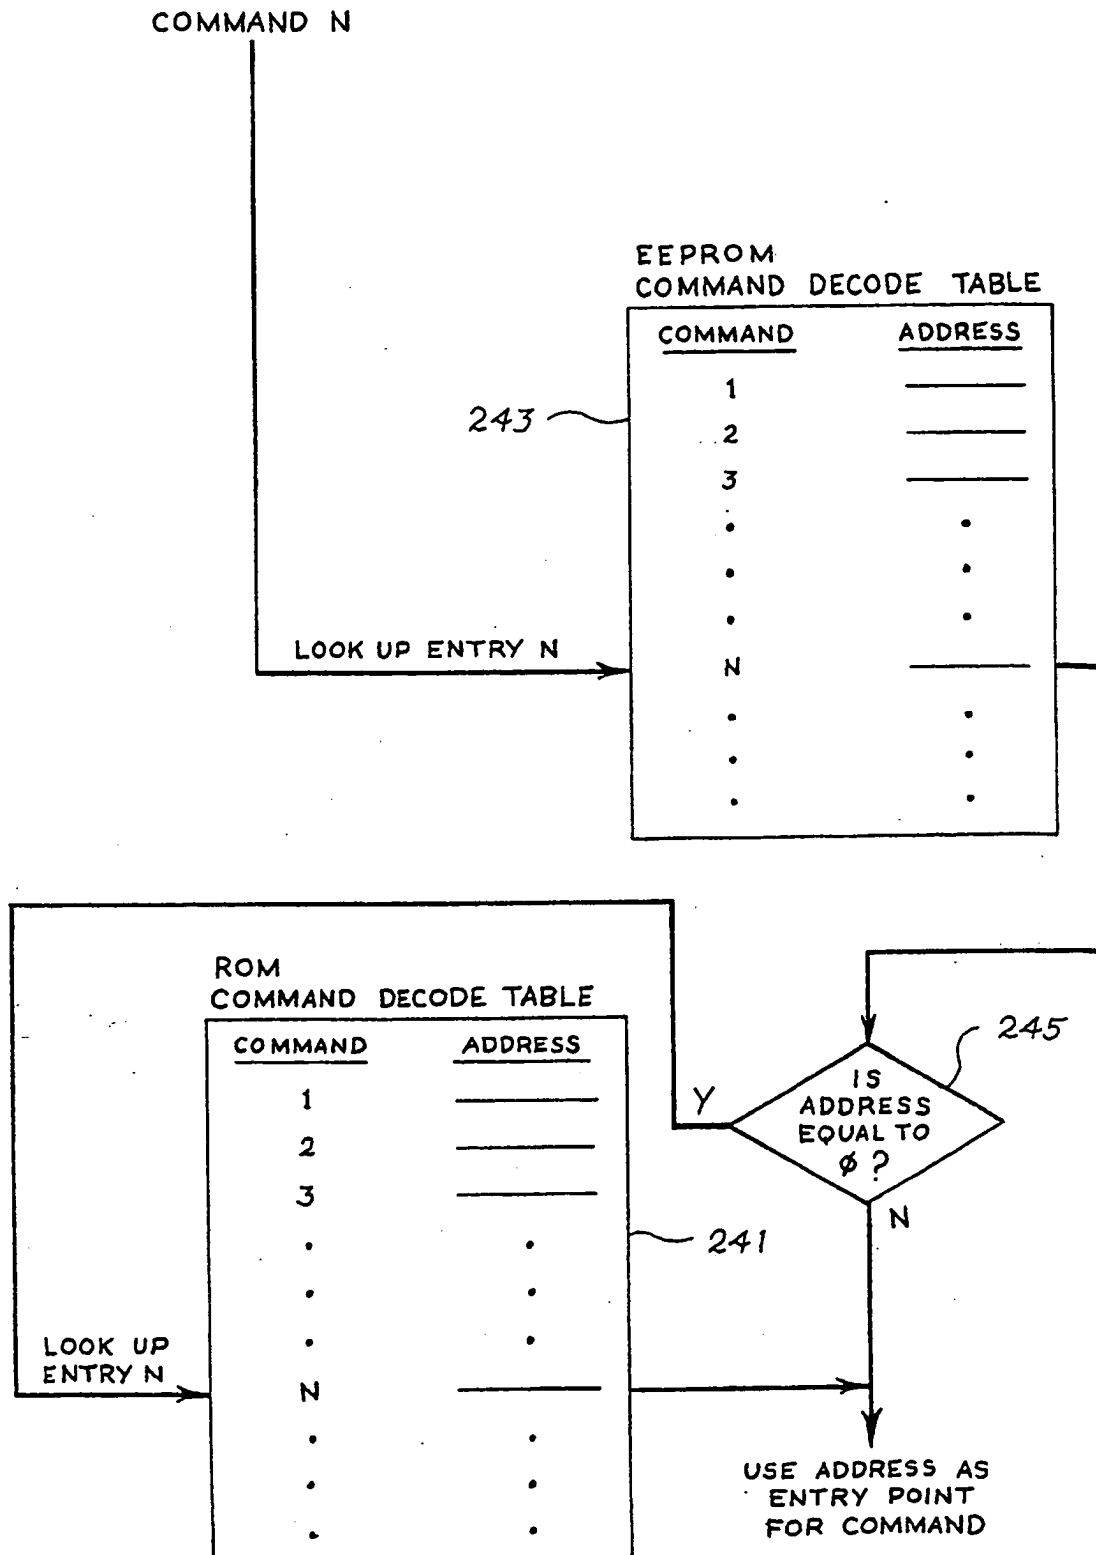 COMMAND N
EEPROM
COMMAND DECODE TABLE
COMMAND ADDRESS
1
243
2
3
LOOK UP ENTRY N
N
ROM
COMMAND DECODE TABLE
COMMAND ADDRESS
1
2
3
241
LOOK UP
ENTRY N
N
245
IS
ADDRESS
EQUAL TO
ø ?
Y
N
USE ADDRESS AS
ENTRY POINT
FOR COMMAND